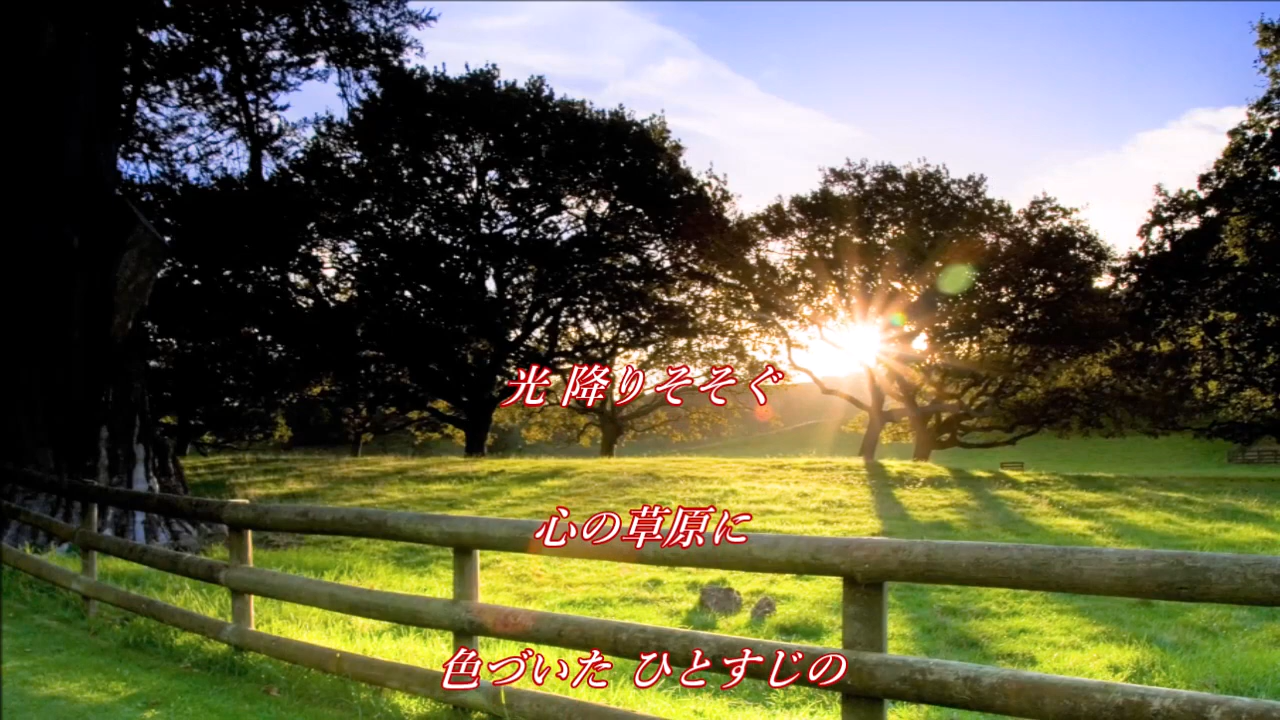 光 降りそそぐ
心の草原に
色づいた ひとすじの